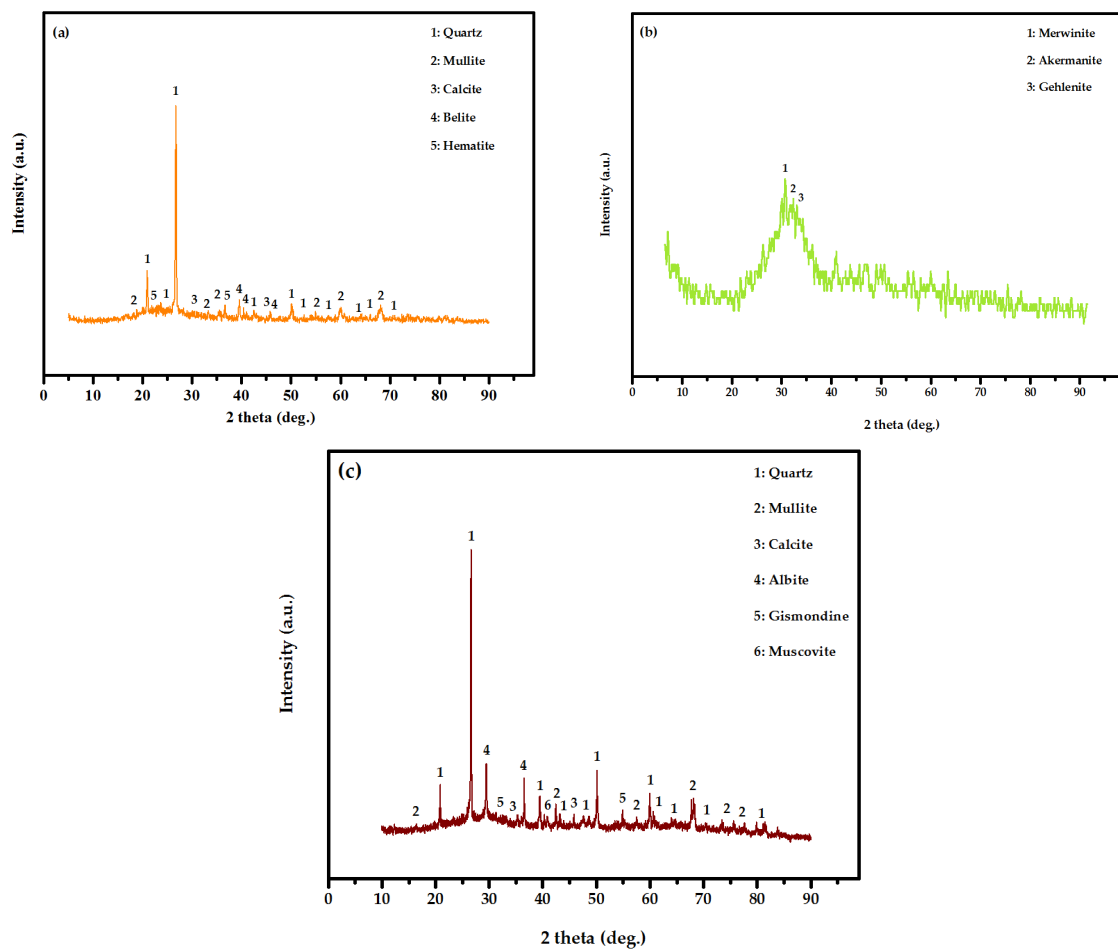 (a)
1: Quartz
2: Mullite
3: Calcite
4: Belite
5: Hematite
1
1
2 5 1 3 2 2 5 4 4 1 3 4 1 1 2 1 2 1 1 2 1
Intensity (a.u.)
0 10 20 30 40 50 60 70 80 90
2 theta (deg.)
(b)
1: Merwinite
2: Akermanite
3: Gehlenite
1
2
3
Intensity (a.u.)
0 10 20 30 40 50 60 70 80 90
2 theta (deg.)
(c)
1: Quartz
2: Mullite
3: Calcite
4: Albite
5: Gismondine
6: Muscovite
1
2 1 4 5 3 4 1 6 2 1 3 1 1 5 2 1 1 1 2 1 2 2 1
Intensity (a.u.)
0 10 20 30 40 50 60 70 80 90
2 theta (deg.)